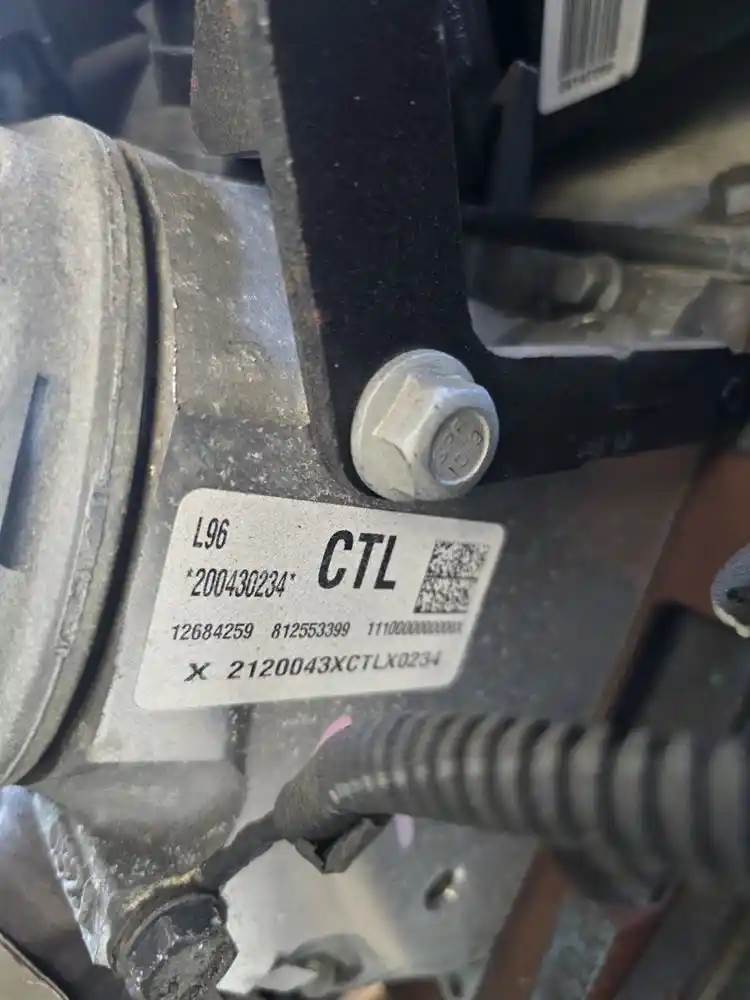 L96
*200430234* CTL
12684259 812553399 1110000000000X
X 2120043XCTLX0234